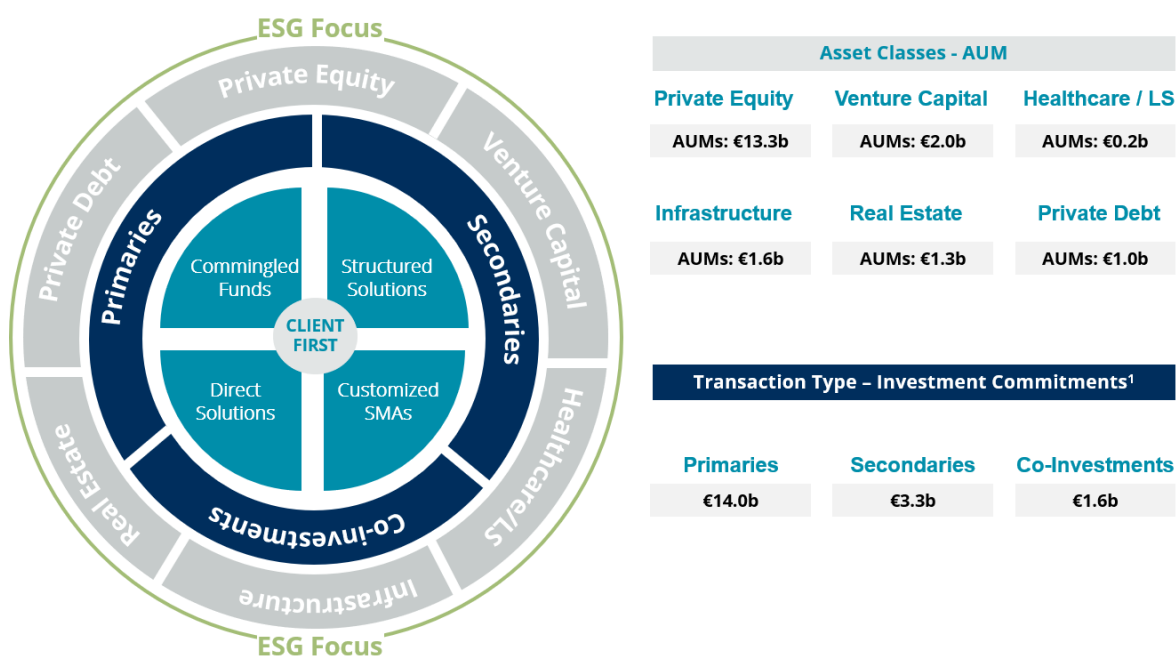 ESG Focus
Private Equity
Venture Capital
Healthcare/LS
Infrastructure
Real Estate
Private Debt
Primaries
Secondaries
Co-investments
Commingled
Funds
Structured
Solutions
CLIENT
FIRST
Direct
Solutions
Customized
SMAs
ESG Focus
Asset Classes - AUM
Private Equity
Venture Capital
Healthcare / LS
AUMs: €13.3b
AUMs: €2.0b
AUMs: €0.2b
Infrastructure
Real Estate
Private Debt
AUMs: €1.6b
AUMs: €1.3b
AUMs: €1.0b
Transaction Type – Investment Commitments¹
Primaries
Secondaries
Co-Investments
€14.0b
€3.3b
€1.6b